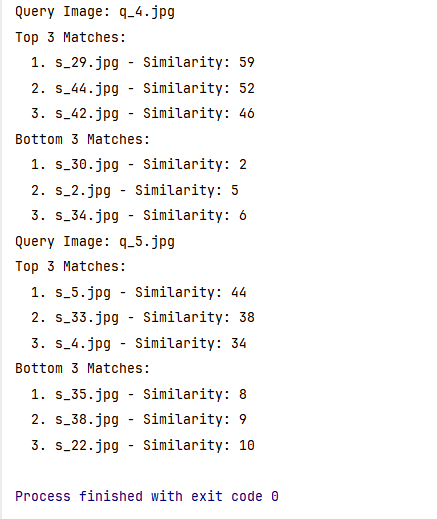 Query Image: q_4.jpg
Top 3 Matches:
1. s_29.jpg - Similarity: 59
2. s_44.jpg - Similarity: 52
3. s_42.jpg - Similarity: 46
Bottom 3 Matches:
1. s_30.jpg - Similarity: 2
2. s_2.jpg - Similarity: 5
3. s_34.jpg - Similarity: 6
Query Image: q_5.jpg
Top 3 Matches:
1. s_5.jpg - Similarity: 44
2. s_33.jpg - Similarity: 38
3. s_4.jpg - Similarity: 34
Bottom 3 Matches:
1. s_35.jpg - Similarity: 8
2. s_38.jpg - Similarity: 9
3. s_22.jpg - Similarity: 10
Process finished with exit code 0